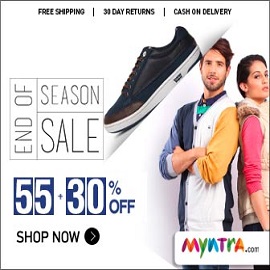 FREE SHIPPING | 30 DAY RETURNS | CASH ON DELIVERY
END OF
SEASON
SALE
55 + 30% OFF
SHOP NOW
Myntra.com